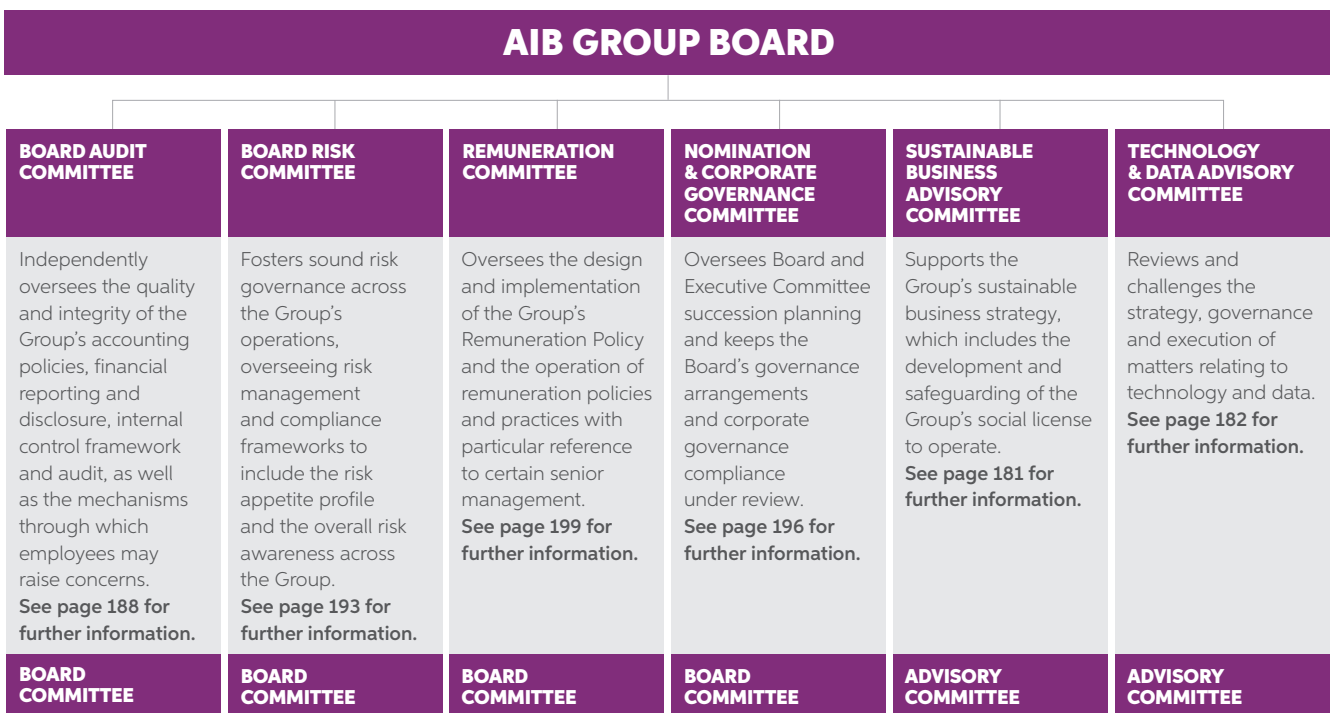 AIB GROUP BOARD
BOARD AUDIT
COMMITTEE
Independently
oversees the quality
and integrity of the
Group’s accounting
policies, financial
reporting and
disclosure, internal
control framework
and audit, as well
as the mechanisms
through which
employees may
raise concerns.
See page 188 for
further information.
BOARD
COMMITTEE
BOARD RISK
COMMITTEE
Fosters sound risk
governance across
the Group’s
operations,
overseeing risk
management
and compliance
frameworks to
include the risk
appetite profile
and the overall risk
awareness across
the Group.
See page 193 for
further information.
BOARD
COMMITTEE
REMUNERATION
COMMITTEE
Oversees the design
and implementation
of the Group’s
Remuneration Policy
and the operation of
remuneration policies
and practices with
particular reference
to certain senior
management.
See page 199 for
further information.
BOARD
COMMITTEE
NOMINATION
& CORPORATE
GOVERNANCE
COMMITTEE
Oversees Board and
Executive Committee
succession planning
and keeps the
Board’s governance
arrangements
and corporate
governance
compliance
under review.
See page 196 for
further information.
BOARD
COMMITTEE
SUSTAINABLE
BUSINESS
ADVISORY
COMMITTEE
Supports the
Group’s sustainable
business strategy,
which includes the
development and
safeguarding of the
Group’s social license
to operate.
See page 181 for
further information.
ADVISORY
COMMITTEE
TECHNOLOGY
& DATA ADVISORY
COMMITTEE
Reviews and
challenges the
strategy, governance
and execution of
matters relating to
technology and data.
See page 182 for
further information.
ADVISORY
COMMITTEE